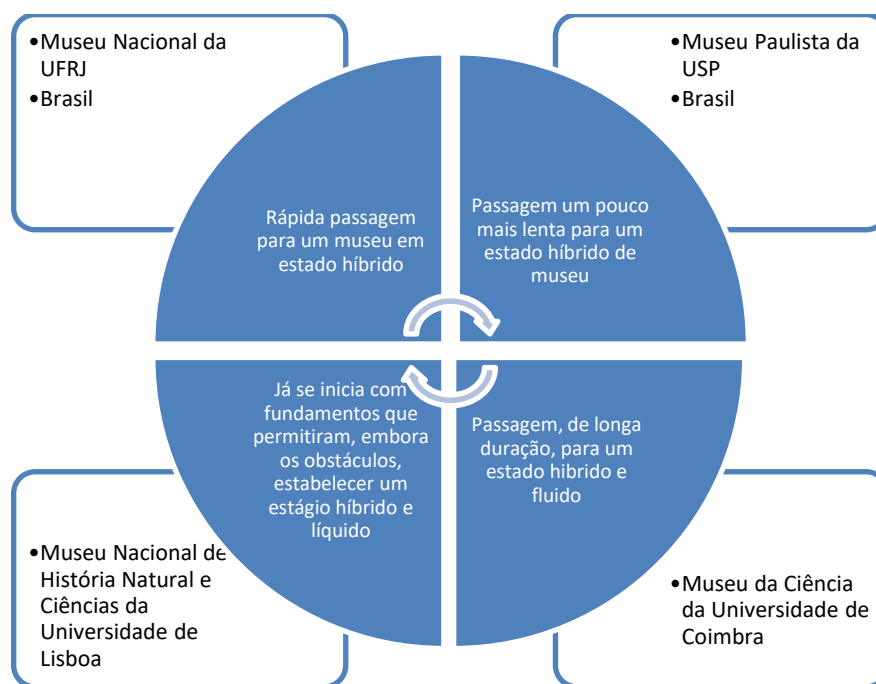 •Museu Nacional da
UFRJ
•Brasil
•Museu Paulista da
USP
•Brasil
Rápida passagem
para um museu em
estado híbrido
Passagem um pouco
mais lenta para um
estado híbrido de
museu
Já se inicia com
fundamentos que
permitiram, embora
os obstáculos,
estabelecer um
estágio híbrido e
líquido
Passagem, de longa
duração, para um
estado hibrido e
fluido
•Museu Nacional de
História Natural e
Ciências da
Universidade de
Lisboa
•Museu da Ciência
da Universidade de
Coimbra